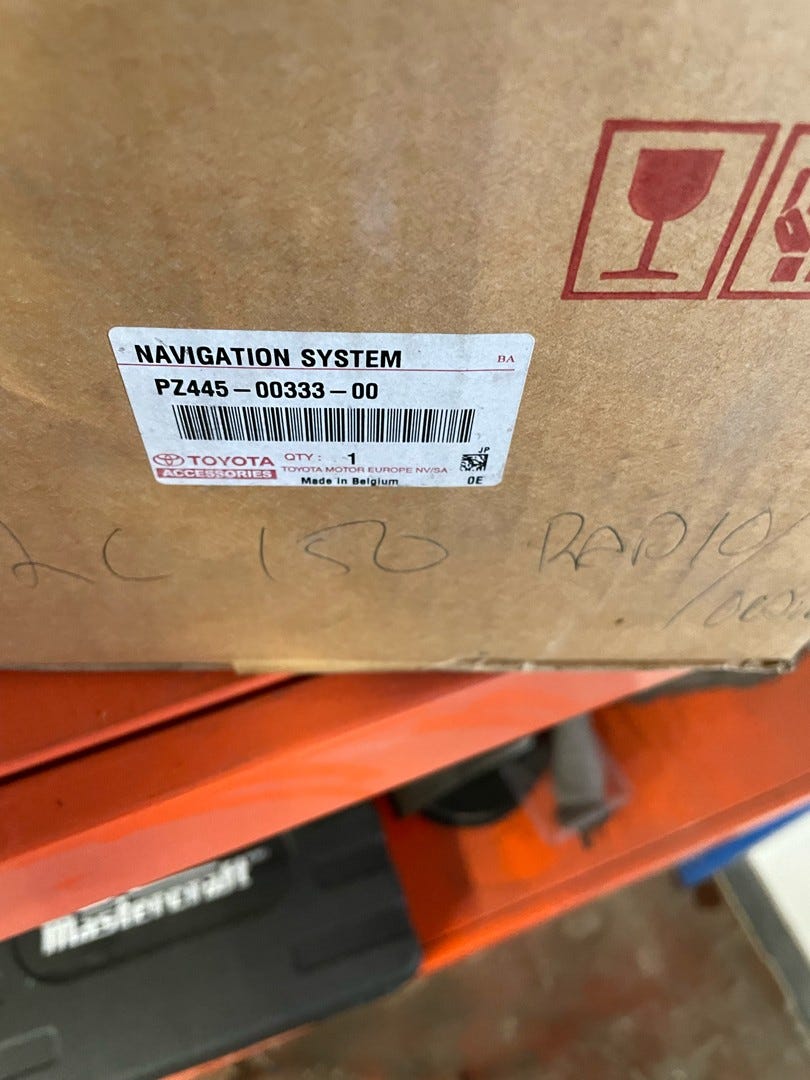 NAVIGATION SYSTEM BA
PZ445-00333-00
TOYOTA
ACCESSORIES
QTY: 1
JP
TOYOTA MOTOR EUROPE NV/SA
Made in Belgium
OE
LC 150 RADIO/
Mastercraft